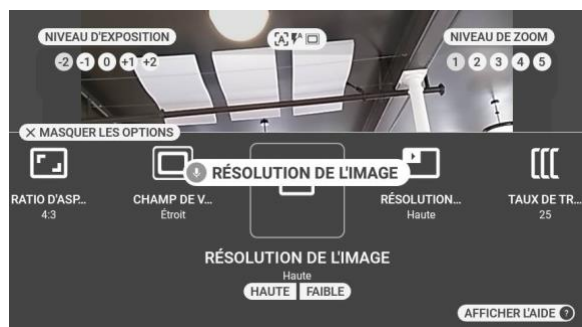 NIVEAU D'EXPOSITION
-2 -1 0 +1 +2
A A
NIVEAU DE ZOOM
1 2 3 4 5
× MASQUER LES OPTIONS
RATIO D'ASP...
4:3
CHAMP DE V...
Étroit
RÉSOLUTION DE L'IMAGE
RÉSOLUTION...
Haute
TAUX DE TR...
25
RÉSOLUTION DE L'IMAGE
Haute
HAUTE FAIBLE
AFFICHER L'AIDE ?